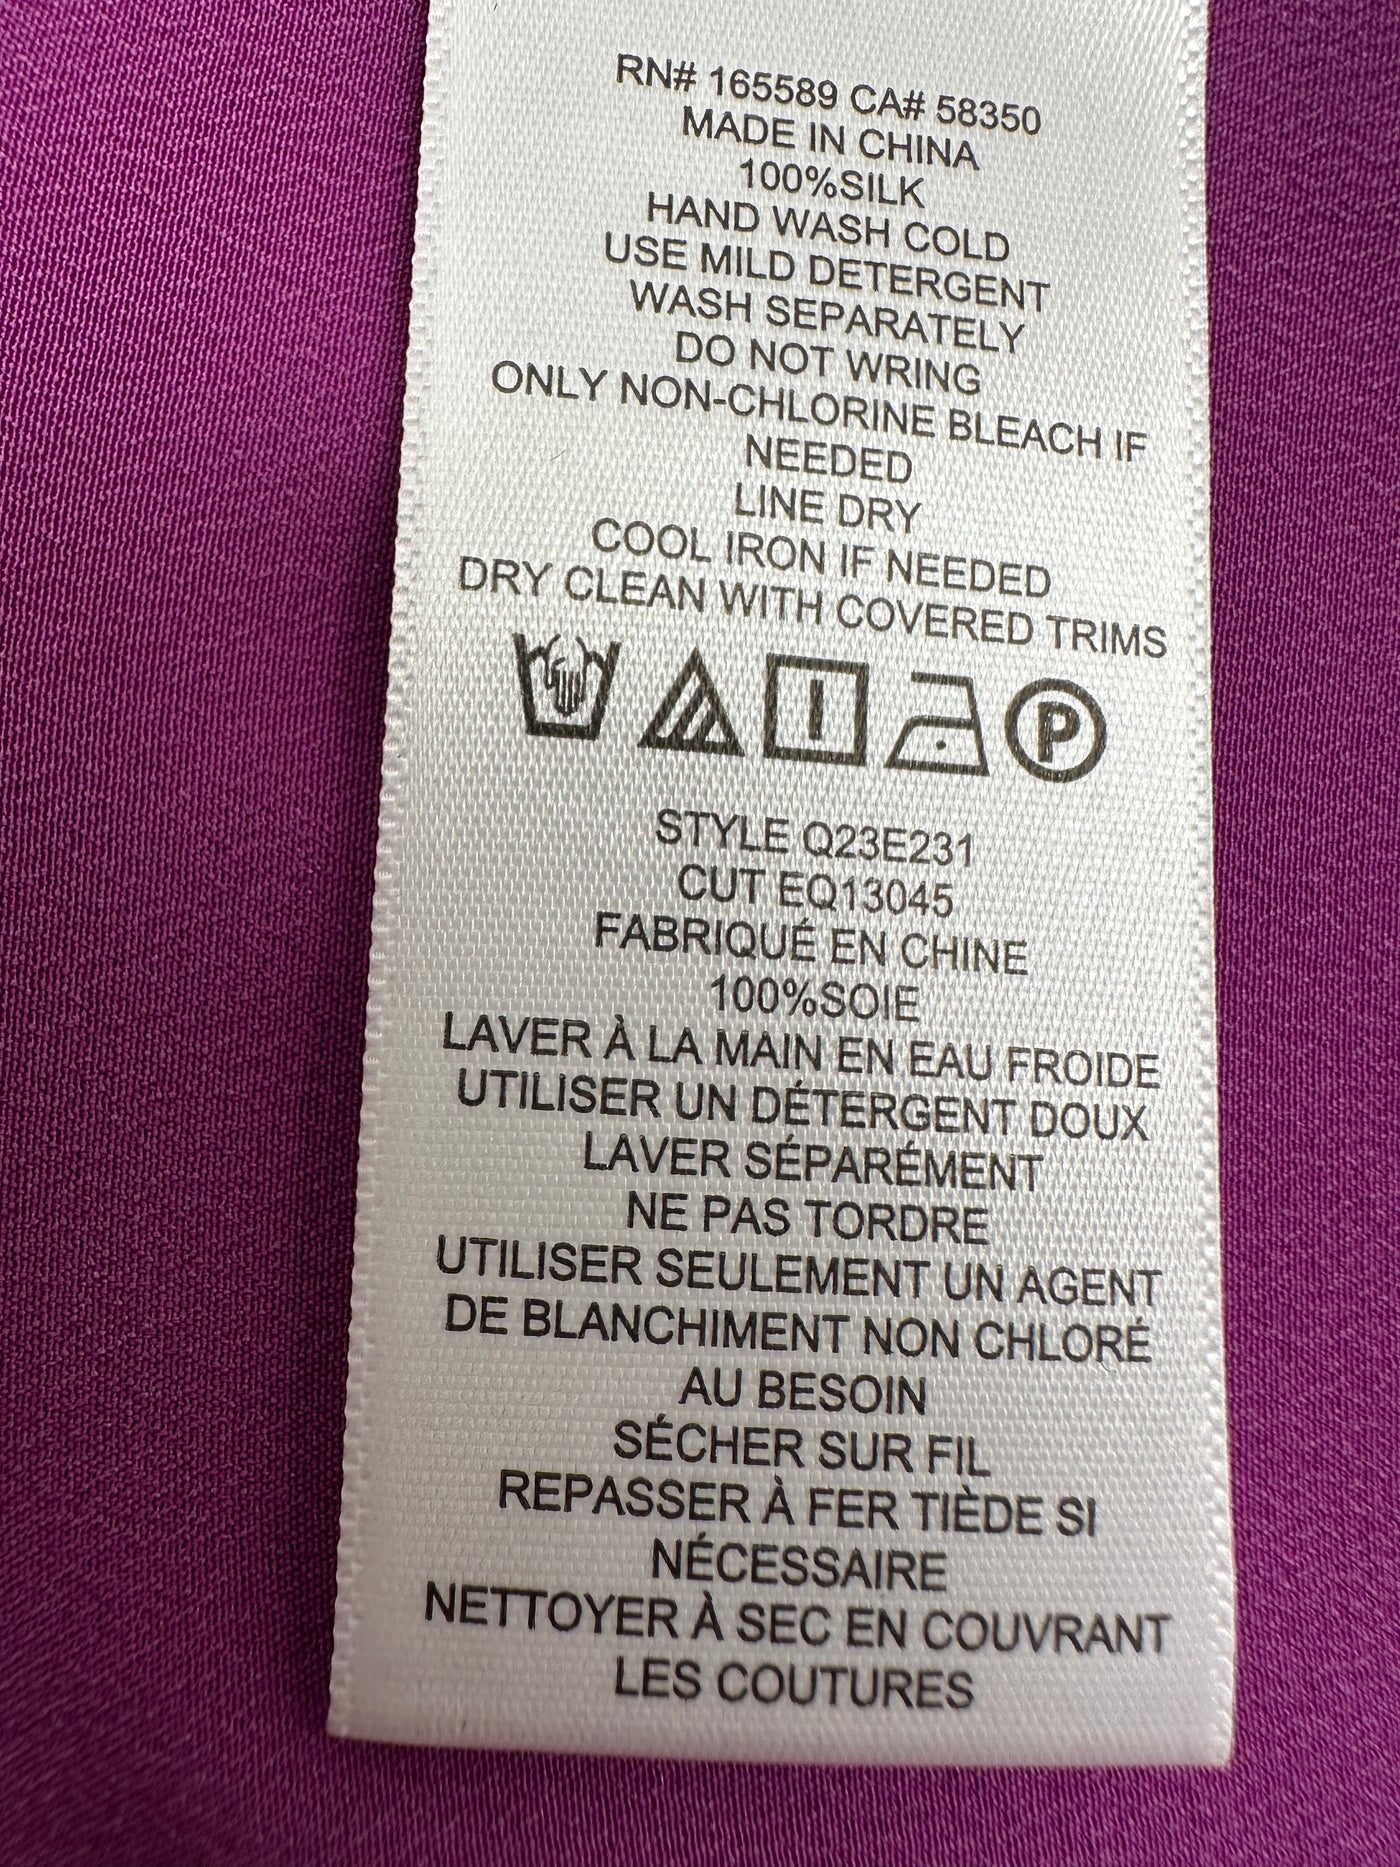 RN# 165589 CA# 58350
MADE IN CHINA
100%SILK
HAND WASH COLD
USE MILD DETERGENT
WASH SEPARATELY
DO NOT WRING
ONLY NON-CHLORINE BLEACH IF
NEEDED
LINE DRY
COOL IRON IF NEEDED
DRY CLEAN WITH COVERED TRIMS
P
STYLE Q23E231
CUT EQ13045
FABRIQUÉ EN CHINE
100%SOIE
LAVER À LA MAIN EN EAU FROIDE
UTILISER UN DÉTERGENT DOUX
LAVER SÉPARÉMENT
NE PAS TORDRE
UTILISER SEULEMENT UN AGENT
DE BLANCHIMENT NON CHLORÉ
AU BESOIN
SÉCHER SUR FIL
REPASSER À FER TIÈDE SI
NÉCESSAIRE
NETTOYER À SEC EN COUVRANT
LES COUTURES